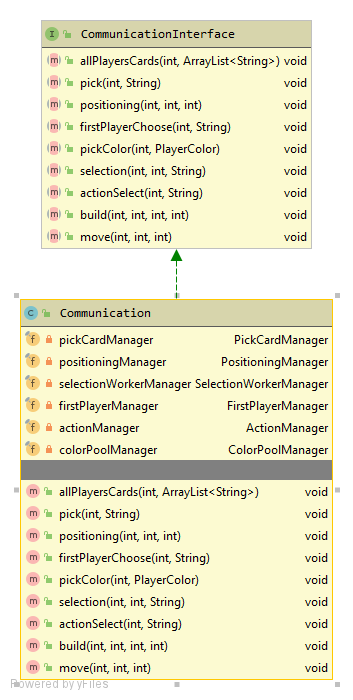 I CommunicationInterface
m allPlayersCards(int, ArrayList<String>) void
m pick(int, String) void
m positioning(int, int, int) void
m firstPlayerChoose(int, String) void
m pickColor(int, PlayerColor) void
m selection(int, int, String) void
m actionSelect(int, String) void
m build(int, int, int, int) void
m move(int, int, int) void
C Communication
f pickCardManager PickCardManager
f positioningManager PositioningManager
f selectionWorkerManager SelectionWorkerManager
f firstPlayerManager FirstPlayerManager
f actionManager ActionManager
f colorPoolManager ColorPoolManager
m allPlayersCards(int, ArrayList<String>) void
m pick(int, String) void
m positioning(int, int, int) void
m firstPlayerChoose(int, String) void
m pickColor(int, PlayerColor) void
m selection(int, int, String) void
m actionSelect(int, String) void
m build(int, int, int, int) void
m move(int, int, int) void
Powered by yFiles